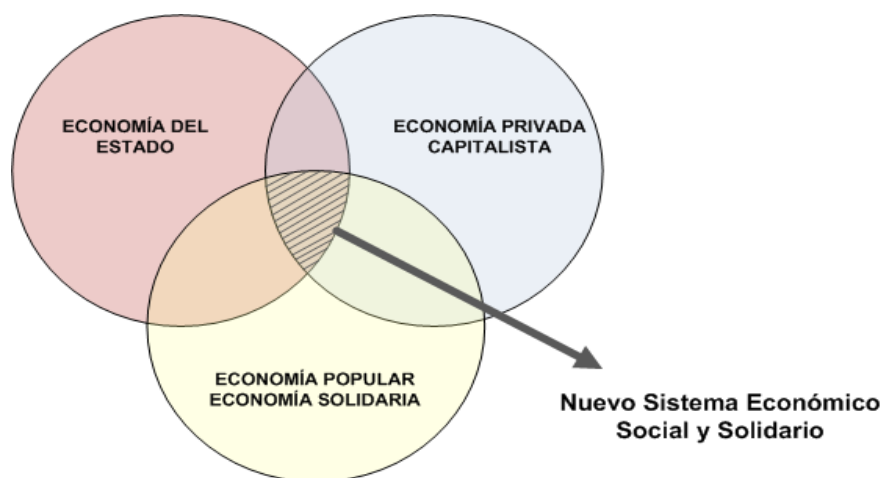 ECONOMÍA DEL
ESTADO
ECONOMÍA PRIVADA
CAPITALISTA
ECONOMÍA POPULAR
ECONOMÍA SOLIDARIA
Nuevo Sistema Económico
Social y Solidario